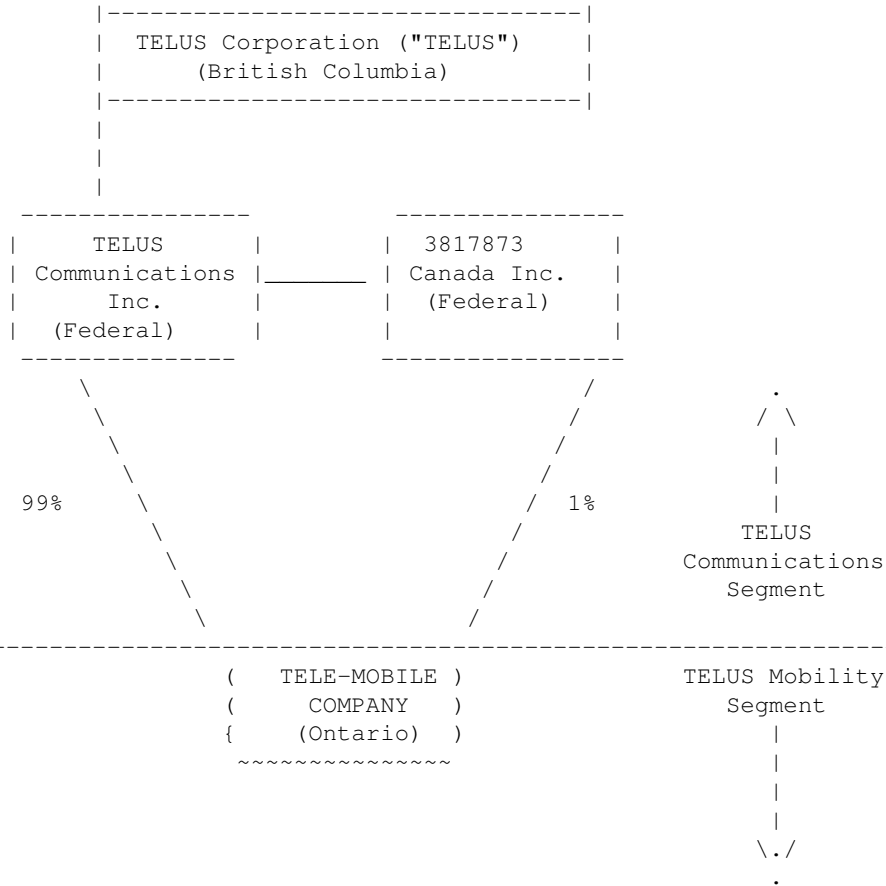 TELUS Corporation ("TELUS")
(British Columbia)
TELUS
Communications
Inc.
(Federal)
3817873
Canada Inc.
(Federal)
99%
1%
TELUS
Communications
Segment
TELE-MOBILE
COMPANY
(Ontario)
TELUS Mobility
Segment